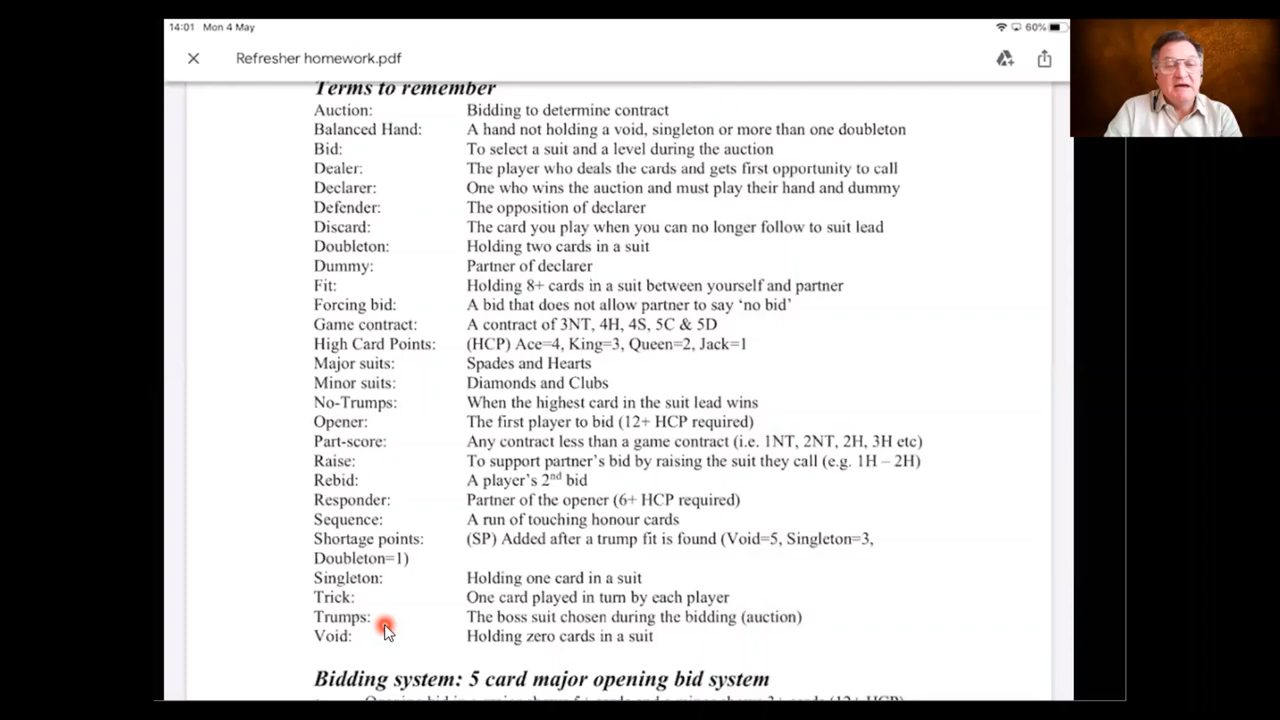 14:01 Mon 4 May 60%
Refresher homework.pdf
Terms to remember
Auction: Bidding to determine contract
Balanced Hand: A hand not holding a void, singleton or more than one doubleton
Bid: To select a suit and a level during the auction
Dealer: The player who deals the cards and gets first opportunity to call
Declarer: One who wins the auction and must play their hand and dummy
Defender: The opposition of declarer
Discard: The card you play when you can no longer follow to suit lead
Doubleton: Holding two cards in a suit
Dummy: Partner of declarer
Fit: Holding 8+ cards in a suit between yourself and partner
Forcing bid: A bid that does not allow partner to say ‘no bid’
Game contract: A contract of 3NT, 4H, 4S, 5C & 5D
High Card Points: (HCP) Ace=4, King=3, Queen=2, Jack=1
Major suits: Spades and Hearts
Minor suits: Diamonds and Clubs
No-Trumps: When the highest card in the suit lead wins
Opener: The first player to bid (12+ HCP required)
Part-score: Any contract less than a game contract (i.e. 1NT, 2NT, 2H, 3H etc)
Raise: To support partner’s bid by raising the suit they call (e.g. 1H – 2H)
Rebid: A player’s 2nd bid
Responder: Partner of the opener (6+ HCP required)
Sequence: A run of touching honour cards
Shortage points: (SP) Added after a trump fit is found (Void=5, Singleton=3,
Doubleton=1)
Singleton: Holding one card in a suit
Trick: One card played in turn by each player
Trumps: The boss suit chosen during the bidding (auction)
Void: Holding zero cards in a suit
Bidding system: 5 card major opening bid system